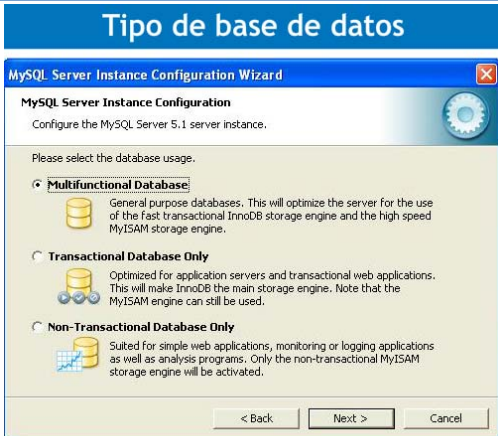 Tipo de base de datos
MySQL Server Instance Configuration Wizard
MySQL Server Instance Configuration
Configure the MySQL Server 5.1 server instance.
Please select the database usage.
Multifunctional Database
General purpose databases. This will optimize the server for the use
of the fast transactional InnoDB storage engine and the high speed
MyISAM storage engine.
Transactional Database Only
Optimized for application servers and transactional web applications.
This will make InnoDB the main storage engine. Note that the
MyISAM engine can still be used.
Non-Transactional Database Only
Suited for simple web applications, monitoring or logging applications
as well as analysis programs. Only the non-transactional MyISAM
storage engine will be activated.
< Back
Next >
Cancel